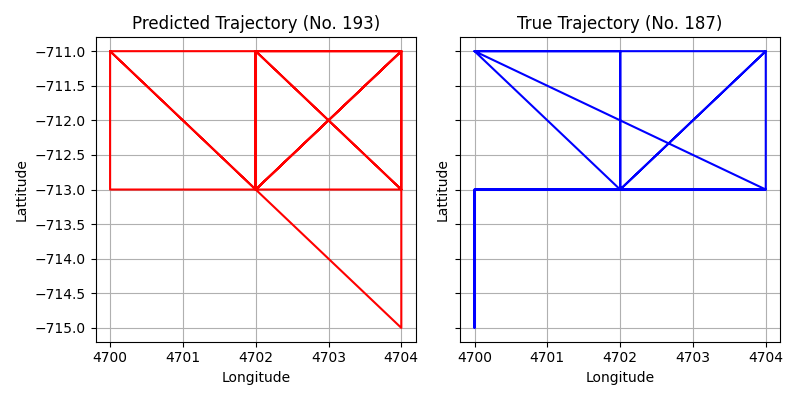 Predicted Trajectory (No. 193)
True Trajectory (No. 187)
−711.0
−711.5
−712.0
−712.5
−713.0
−713.5
−714.0
−714.5
−715.0
Lattitude
Lattitude
4700 4701 4702 4703 4704
4700 4701 4702 4703 4704
Longitude
Longitude